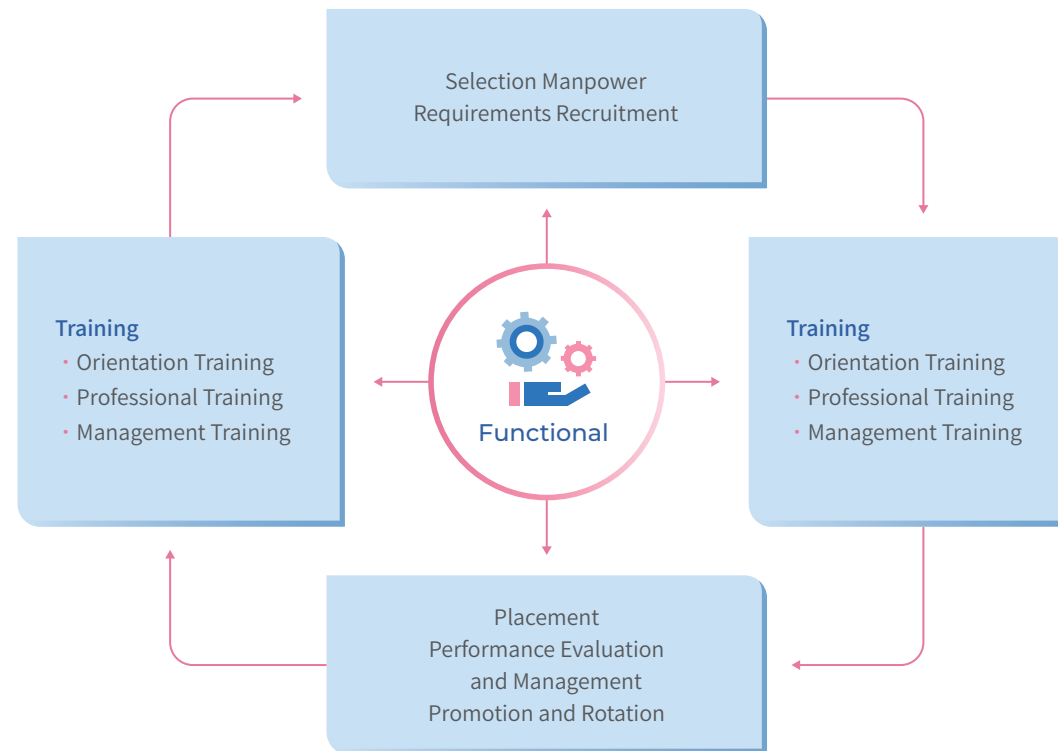 Selection Manpower
Requirements Recruitment
Training
· Orientation Training
· Professional Training
· Management Training
Functional
Training
· Orientation Training
· Professional Training
· Management Training
Placement
Performance Evaluation
and Management
Promotion and Rotation